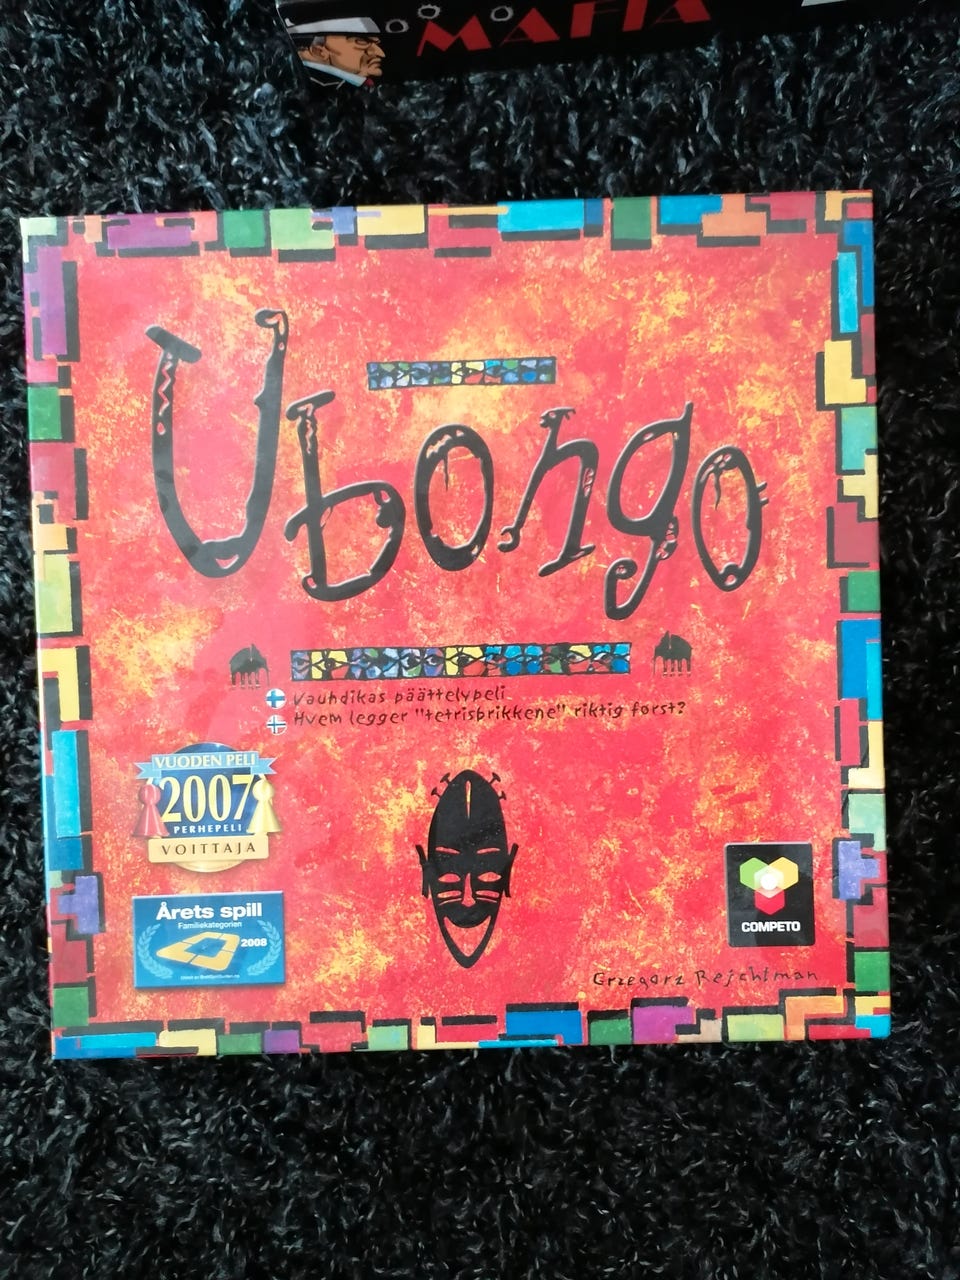 MAFIA
Ubongo
Vauhdikas päättelypeli
Hvem legger "tetrisbrikkene" riktig først?
VUODEN PELI
2007
PERHEPELI
VOITTAJA
Årets spill
Familiekategorien
2008
COMPETO
Grzegorz Rejchtman